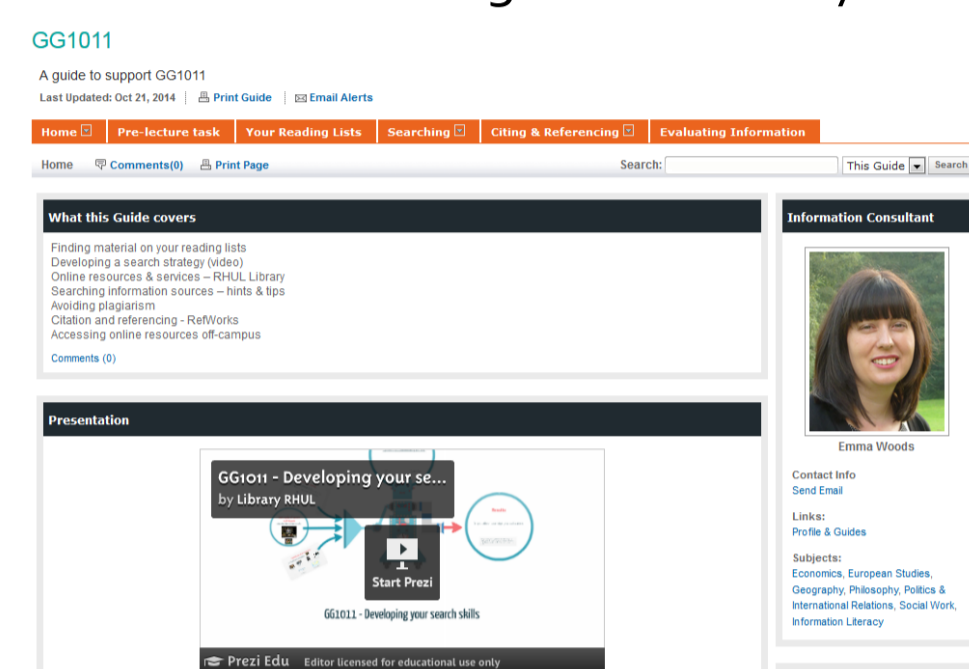 GG1011
A guide to support GG1011
Last Updated: Oct 21, 2014 Print Guide Email Alerts
Home Pre-lecture task Your Reading Lists Searching Citing & Referencing Evaluating Information
Home Comments(0) Print Page Search: This Guide Search
What this Guide covers
Finding material on your reading lists
Developing a search strategy (video)
Online resources & services – RHUL Library
Searching information sources – hints & tips
Avoiding plagiarism
Citation and referencing - RefWorks
Accessing online resources off-campus
Comments (0)
Information Consultant
Emma Woods
Contact Info
Send Email
Links:
Profile & Guides
Subjects:
Economics, European Studies,
Geography, Philosophy, Politics &
International Relations, Social Work,
Information Literacy
Presentation
GG1011 - Developing your se...
by Library RHUL
Start Prezi
GG1011 - Developing your search skills
Prezi Edu Editor licensed for educational use only